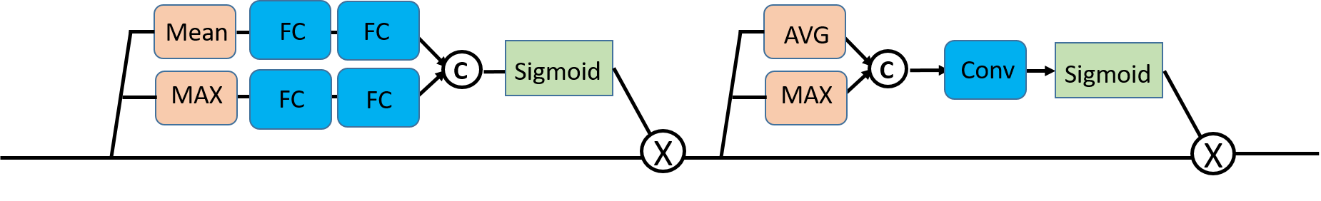 Mean FC FC
MAX FC FC
C
Sigmoid
X
AVG
MAX
C
Conv
Sigmoid
X